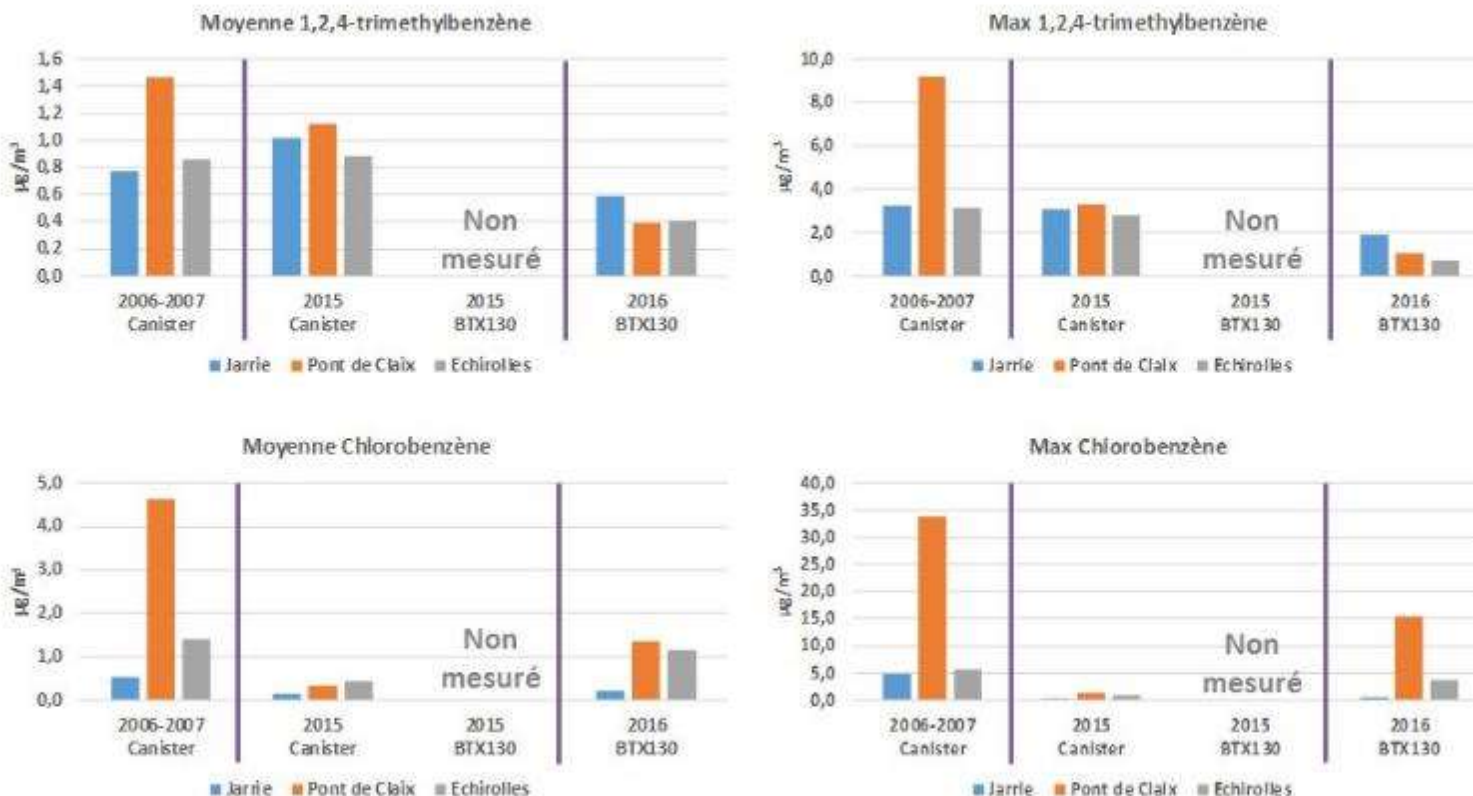 Moyenne 1,2,4-trimethylbenzène
1,6
1,4
1,2
1,0
0,8
0,6
0,4
0,2
0,0
µg/m³
Non
mesuré
2006-2007 2015 2015 2016
Canister Canister BTX130 BTX130
Jarrie Pont de Claix Echirolles
Max 1,2,4-trimethylbenzène
10,0
8,0
6,0
4,0
2,0
0,0
µg/m³
Non
mesuré
2006-2007 2015 2015 2016
Canister Canister BTX130 BTX130
Jarrie Pont de Claix Echirolles
Moyenne Chlorobenzène
5,0
4,0
3,0
2,0
1,0
0,0
µg/m³
Non
mesuré
2006-2007 2015 2015 2016
Canister Canister BTX130 BTX130
Jarrie Pont de Claix Echirolles
Max Chlorobenzène
40,0
35,0
30,0
25,0
20,0
15,0
10,0
5,0
0,0
µg/m³
Non
mesuré
2006-2007 2015 2015 2016
Canister Canister BTX130 BTX130
Jarrie Pont de Claix Echirolles